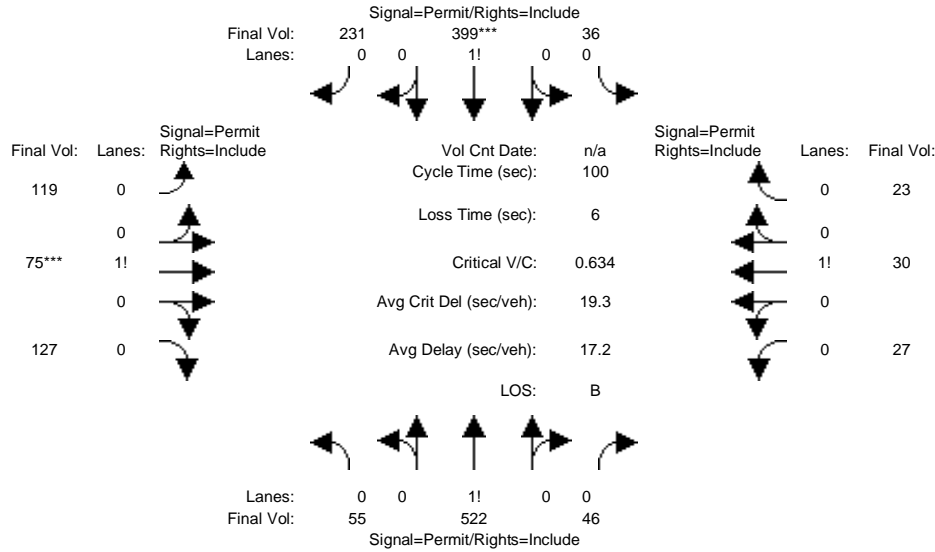 Signal=Permit/Rights=Include
Final Vol: 231 399*** 36
Lanes: 0 0 1! 0 0
Signal=Permit
Final Vol: Lanes: Rights=Include
Vol Cnt Date: n/a
Signal=Permit
Rights=Include Lanes: Final Vol:
Cycle Time (sec): 100
119 0
0 23
Loss Time (sec): 6
0
0
75*** 1!
Critical V/C: 0.634
1! 30
0
Avg Crit Del (sec/veh): 19.3
0
127 0
Avg Delay (sec/veh): 17.2
0 27
LOS: B
Lanes: 0 0 1! 0 0
Final Vol: 55 522 46
Signal=Permit/Rights=Include